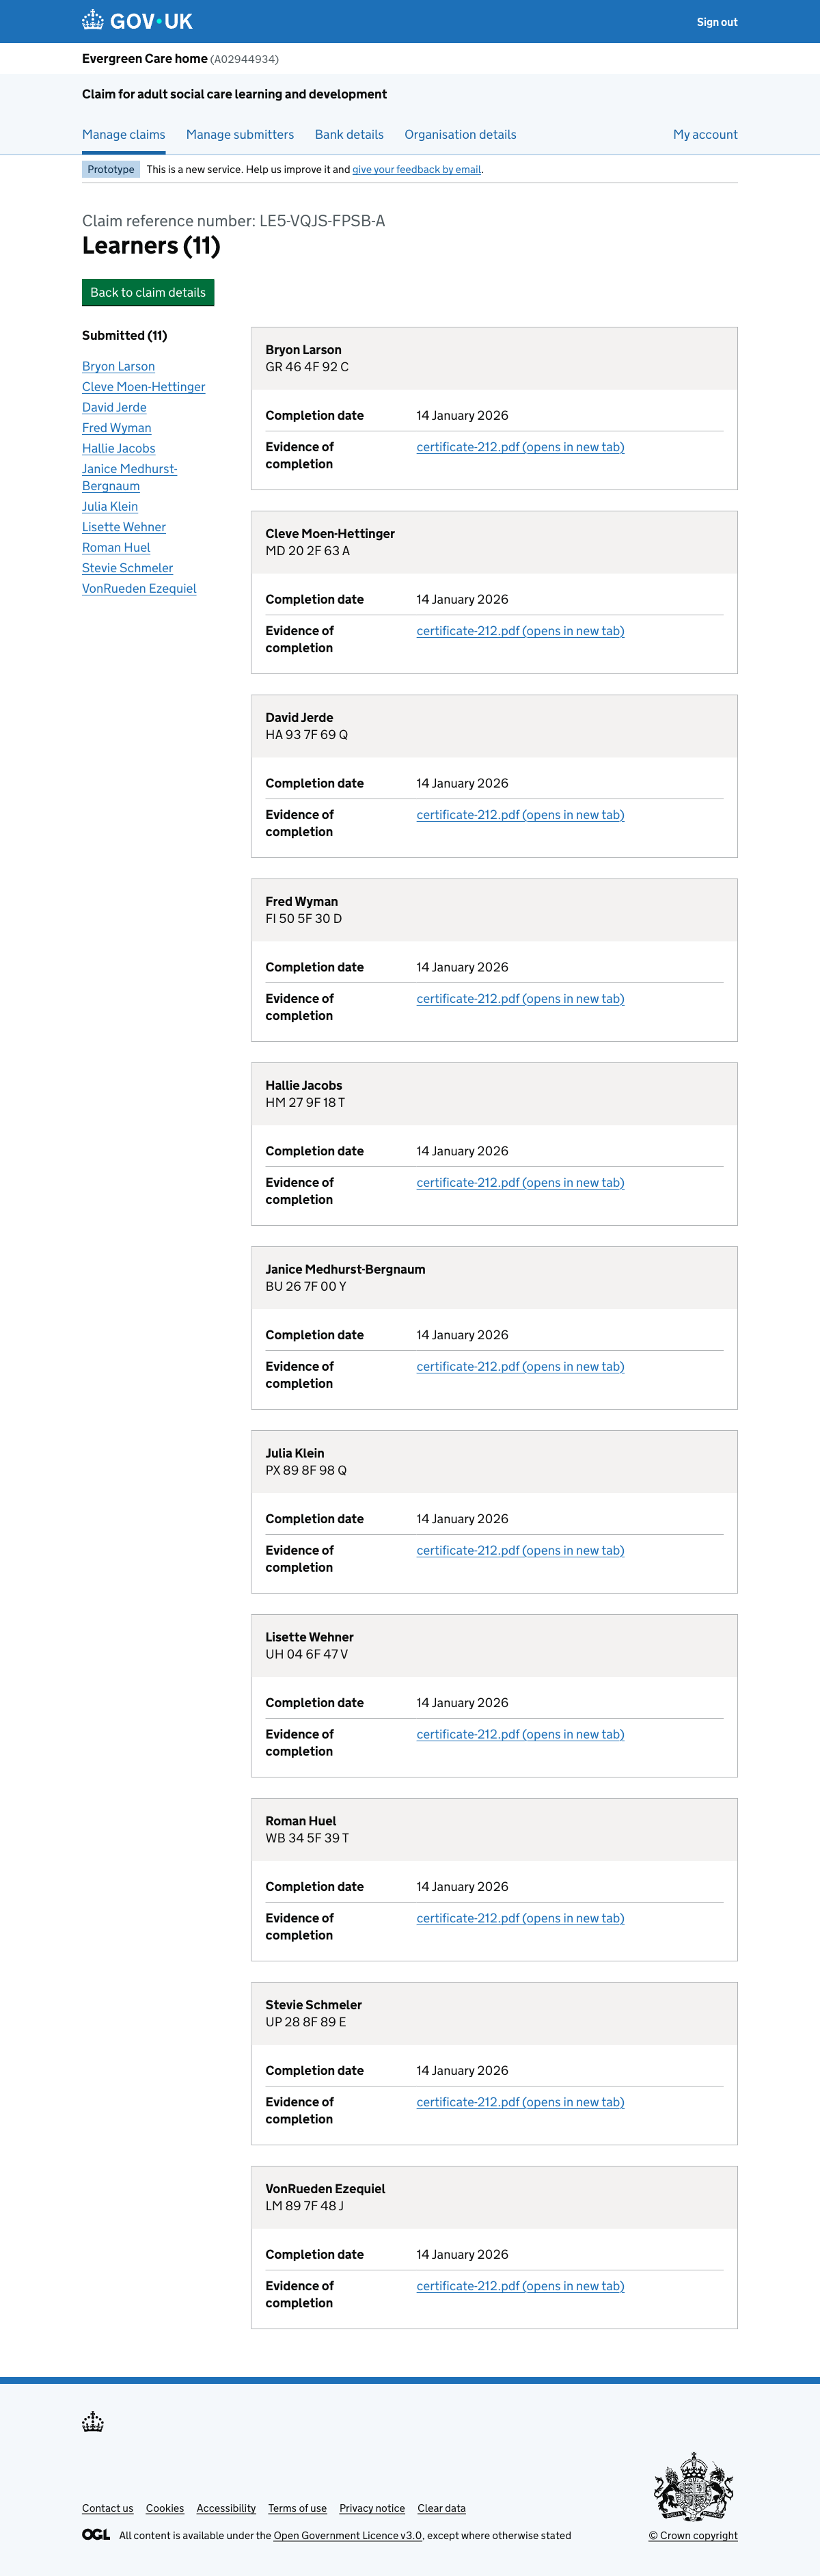 GOV•UK
Sign out
Evergreen Care home (A02944934)
Claim for adult social care learning and development
Manage claims Manage submitters Bank details Organisation details My account
Prototype This is a new service. Help us improve it and give your feedback by email.
Claim reference number: LE5-VQJS-FPSB-A
Learners (11)
Back to claim details
Submitted (11)
Bryon Larson
Cleve Moen-Hettinger
David Jerde
Fred Wyman
Hallie Jacobs
Janice Medhurst-
Bergnaum
Julia Klein
Lisette Wehner
Roman Huel
Stevie Schmeler
VonRueden Ezequiel
Bryon Larson
GR 46 4F 92 C
Completion date 14 January 2026
Evidence of certificate-212.pdf (opens in new tab)
completion
Cleve Moen-Hettinger
MD 20 2F 63 A
Completion date 14 January 2026
Evidence of certificate-212.pdf (opens in new tab)
completion
David Jerde
HA 93 7F 69 Q
Completion date 14 January 2026
Evidence of certificate-212.pdf (opens in new tab)
completion
Fred Wyman
FI 50 5F 30 D
Completion date 14 January 2026
Evidence of certificate-212.pdf (opens in new tab)
completion
Hallie Jacobs
HM 27 9F 18 T
Completion date 14 January 2026
Evidence of certificate-212.pdf (opens in new tab)
completion
Janice Medhurst-Bergnaum
BU 26 7F 00 Y
Completion date 14 January 2026
Evidence of certificate-212.pdf (opens in new tab)
completion
Julia Klein
PX 89 8F 98 Q
Completion date 14 January 2026
Evidence of certificate-212.pdf (opens in new tab)
completion
Lisette Wehner
UH 04 6F 47 V
Completion date 14 January 2026
Evidence of certificate-212.pdf (opens in new tab)
completion
Roman Huel
WB 34 5F 39 T
Completion date 14 January 2026
Evidence of certificate-212.pdf (opens in new tab)
completion
Stevie Schmeler
UP 28 8F 89 E
Completion date 14 January 2026
Evidence of certificate-212.pdf (opens in new tab)
completion
VonRueden Ezequiel
LM 89 7F 48 J
Completion date 14 January 2026
Evidence of certificate-212.pdf (opens in new tab)
completion
Contact us Cookies Accessibility Terms of use Privacy notice Clear data
OGL All content is available under the Open Government Licence v3.0, except where otherwise stated
© Crown copyright